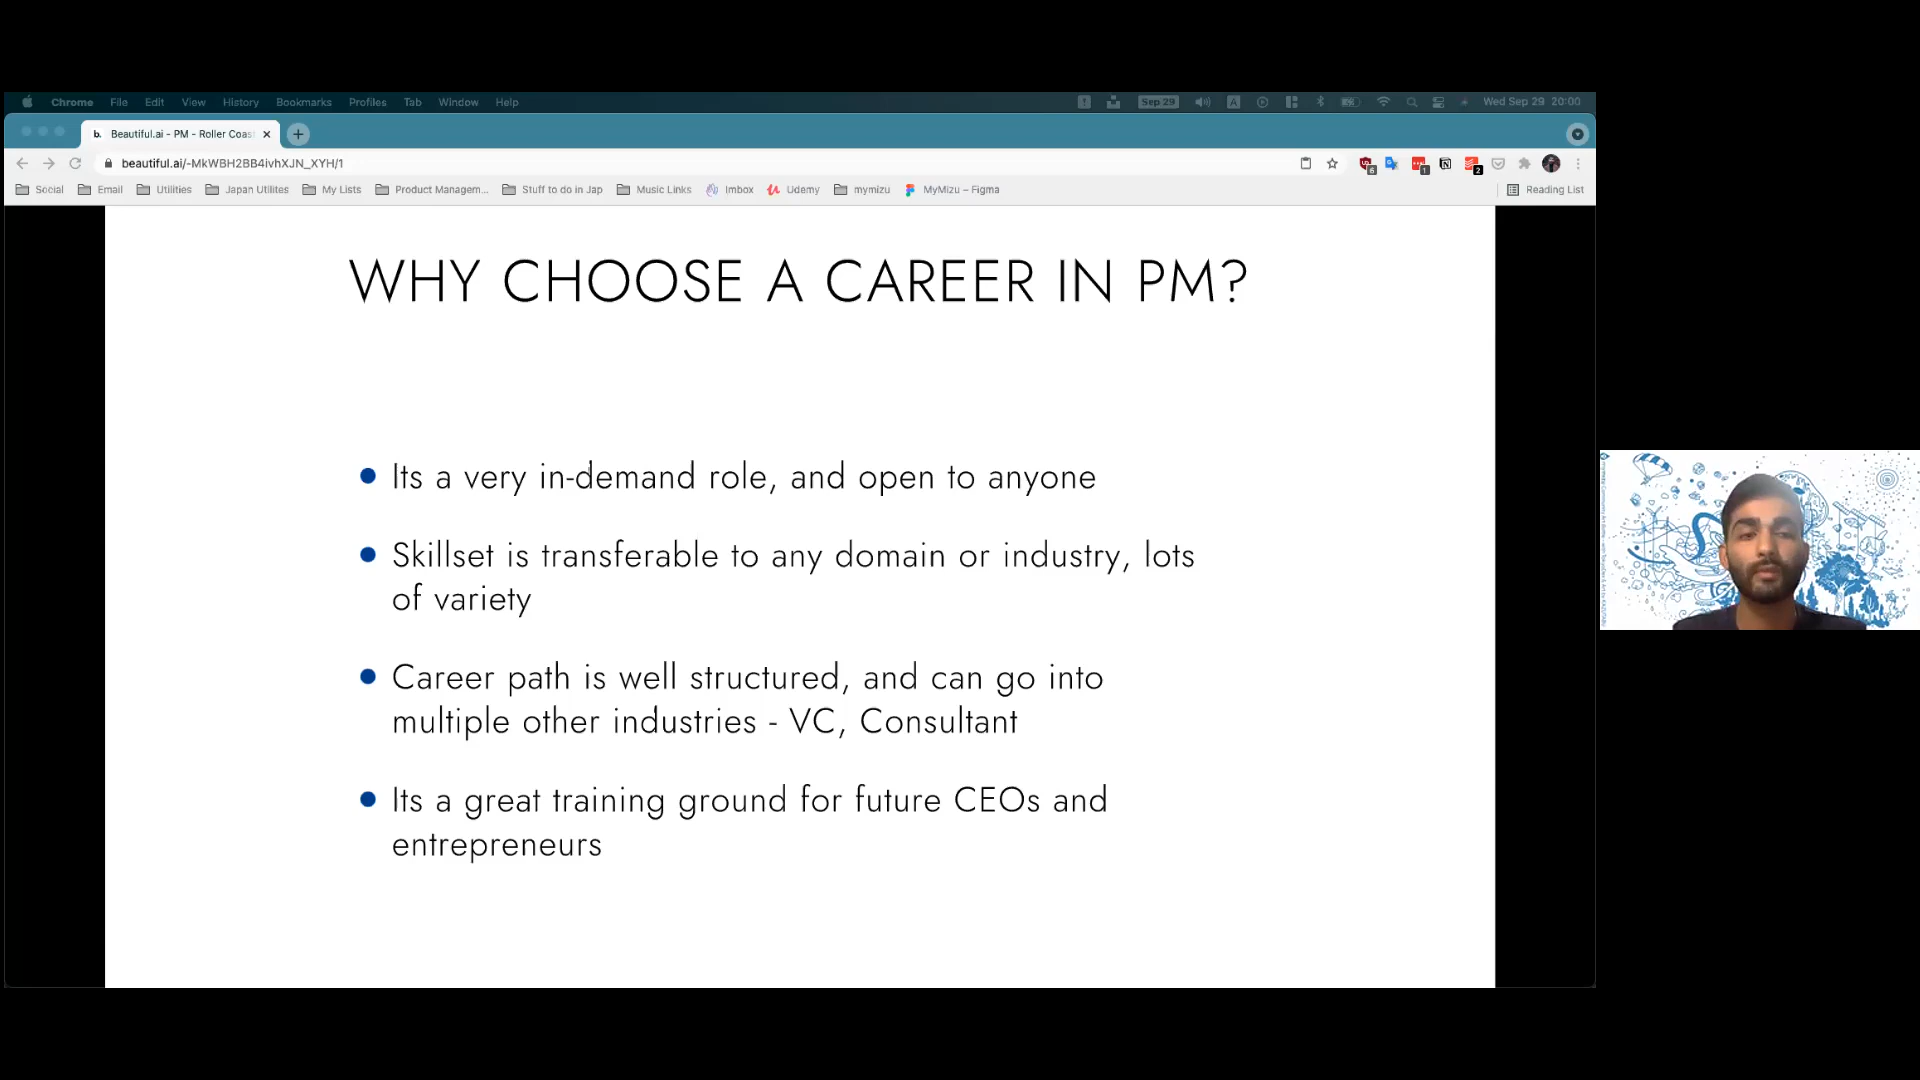 Chrome File Edit View History Bookmarks Profiles Tab Window Help Sep 29 A Wed Sep 29 20:00
b. Beautiful.ai - PM - Roller Coas
beautiful.ai/-MkWBH2BB4ivhXJN_XYH/1 6 1 2
Social Email Utilities Japan Utilites My Lists Product Managem... Stuff to do in Jap Music Links Imbox Udemy mymizu MyMizu – Figma Reading List
WHY CHOOSE A CAREER IN PM?
Its a very in-demand role, and open to anyone
Skillset is transferable to any domain or industry, lots
of variety
Career path is well structured, and can go into
multiple other industries - VC, Consultant
Its a great training ground for future CEOs and
entrepreneurs